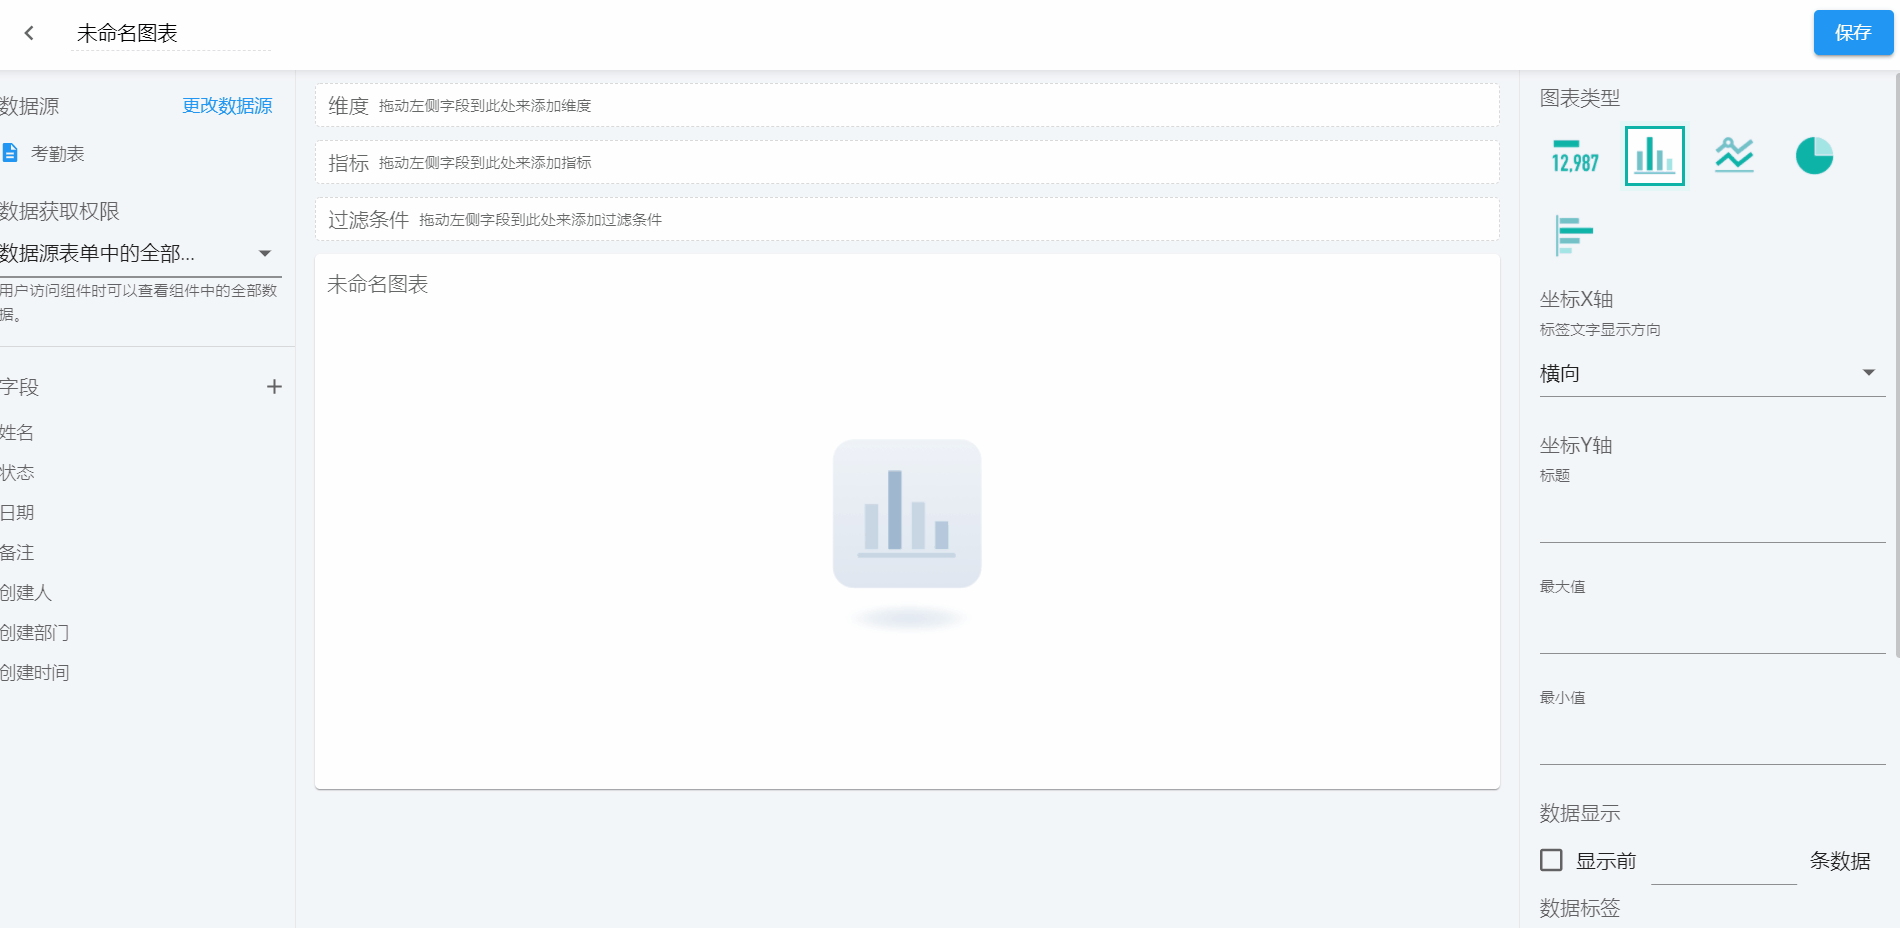 未命名图表
保存
数据源
更改数据源
考勤表
数据获取权限
数据源表单中的全部...
用户访问组件时可以查看组件中的全部数
据。
字段
姓名
状态
日期
备注
创建人
创建部门
创建时间
维度 拖动左侧字段到此处来添加维度
指标 拖动左侧字段到此处来添加指标
过滤条件 拖动左侧字段到此处来添加过滤条件
未命名图表
图表类型
12,987
坐标X轴
标签文字显示方向
横向
坐标Y轴
标题
最大值
最小值
数据显示
显示前 条数据
数据标签